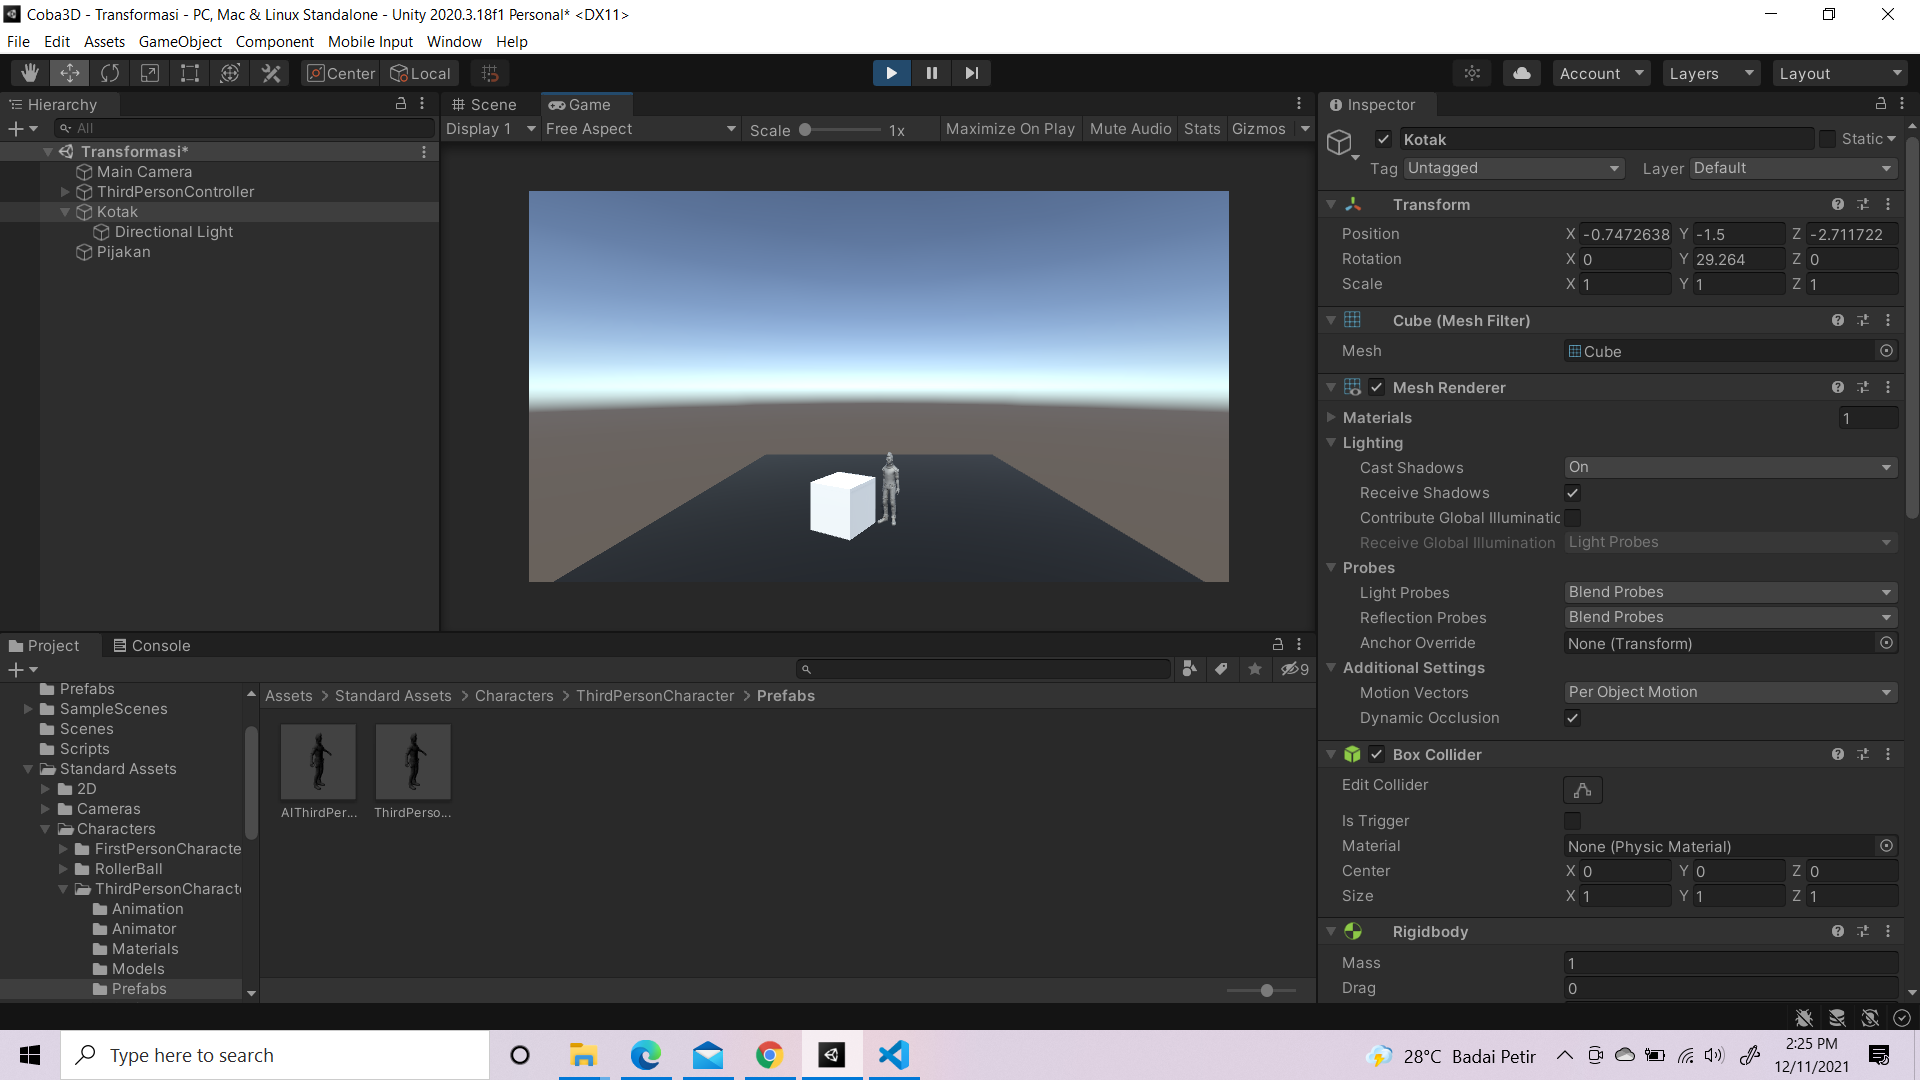 Coba3D - Transformasi - PC, Mac & Linux Standalone - Unity 2020.3.18f1 Personal* <DX11>
File Edit Assets GameObject Component Mobile Input Window Help
Center Local Account Layers Layout
Hierarchy
All
Transformasi*
Main Camera
ThirdPersonController
Kotak
Directional Light
Pijakan
Scene Game
Display 1 Free Aspect Scale 1x Maximize On Play Mute Audio Stats Gizmos
Inspector
Kotak Static
Tag Untagged Layer Default
Transform
Position X -0.7472638 Y -1.5 Z -2.711722
Rotation X 0 Y 29.264 Z 0
Scale X 1 Y 1 Z 1
Cube (Mesh Filter)
Mesh Cube
Mesh Renderer
Materials 1
Lighting
Cast Shadows On
Receive Shadows
Contribute Global Illuminatic
Receive Global Illumination Light Probes
Probes
Light Probes Blend Probes
Reflection Probes Blend Probes
Anchor Override None (Transform)
Additional Settings
Motion Vectors Per Object Motion
Dynamic Occlusion
Box Collider
Edit Collider
Is Trigger
Material None (Physic Material)
Center X 0 Y 0 Z 0
Size X 1 Y 1 Z 1
Rigidbody
Mass 1
Drag 0
Project Console
9
Prefabs
SampleScenes
Scenes
Scripts
Standard Assets
2D
Cameras
Characters
FirstPersonCharacte
RollerBall
ThirdPersonCharact
Animation
Animator
Materials
Models
Prefabs
Assets > Standard Assets > Characters > ThirdPersonCharacter > Prefabs
AIThirdPer... ThirdPerso...
Type here to search
28°C Badai Petir
2:25 PM
12/11/2021